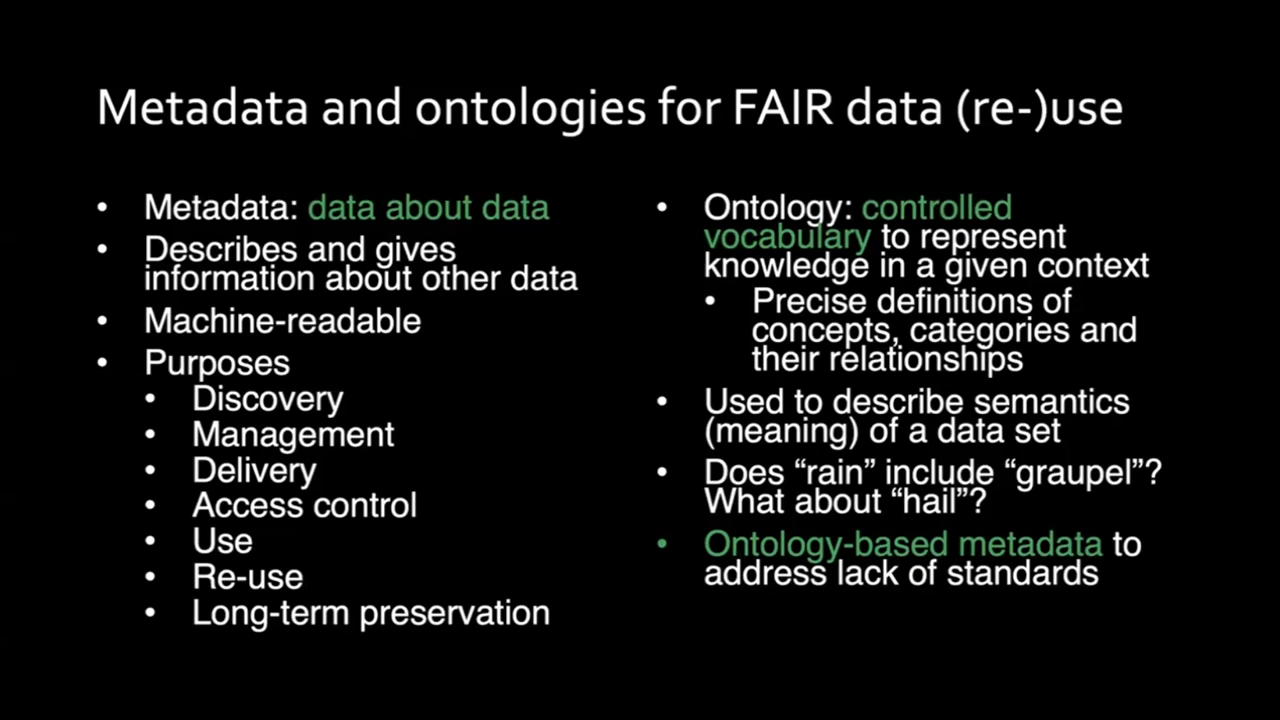 Metadata and ontologies for FAIR data (re-)use
• Metadata: data about data
• Describes and gives
information about other data
• Machine-readable
• Purposes
• Discovery
• Management
• Delivery
• Access control
• Use
• Re-use
• Long-term preservation
• Ontology: controlled
vocabulary to represent
knowledge in a given context
• Precise definitions of
concepts, categories and
their relationships
• Used to describe semantics
(meaning) of a data set
• Does “rain” include “graupel”?
What about “hail”?
• Ontology-based metadata to
address lack of standards